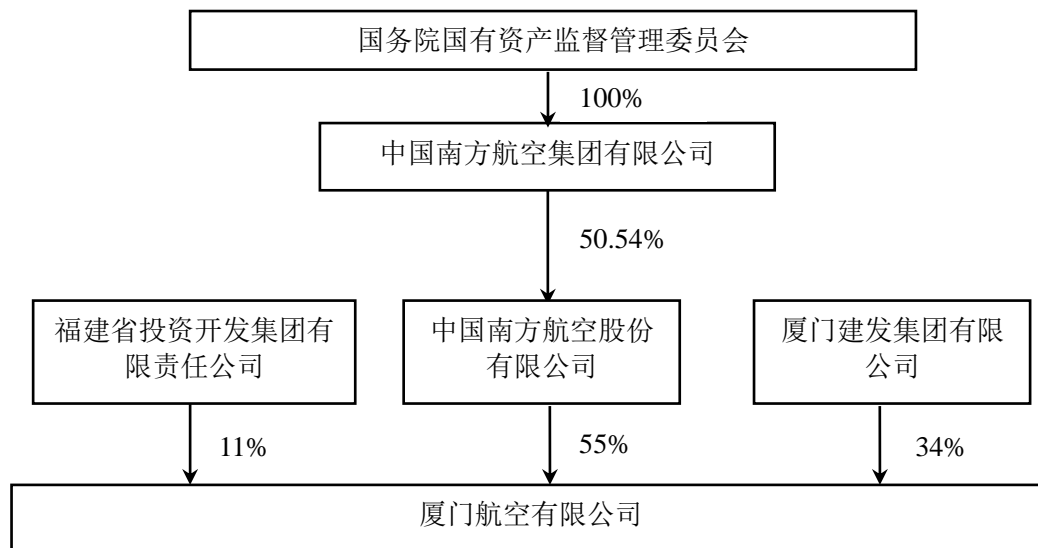 国务院国有资产监督管理委员会
100%
中国南方航空集团有限公司
50.54%
福建省投资开发集团有
限责任公司
中国南方航空股份
有限公司
厦门建发集团有限
公司
11%
55%
34%
厦门航空有限公司